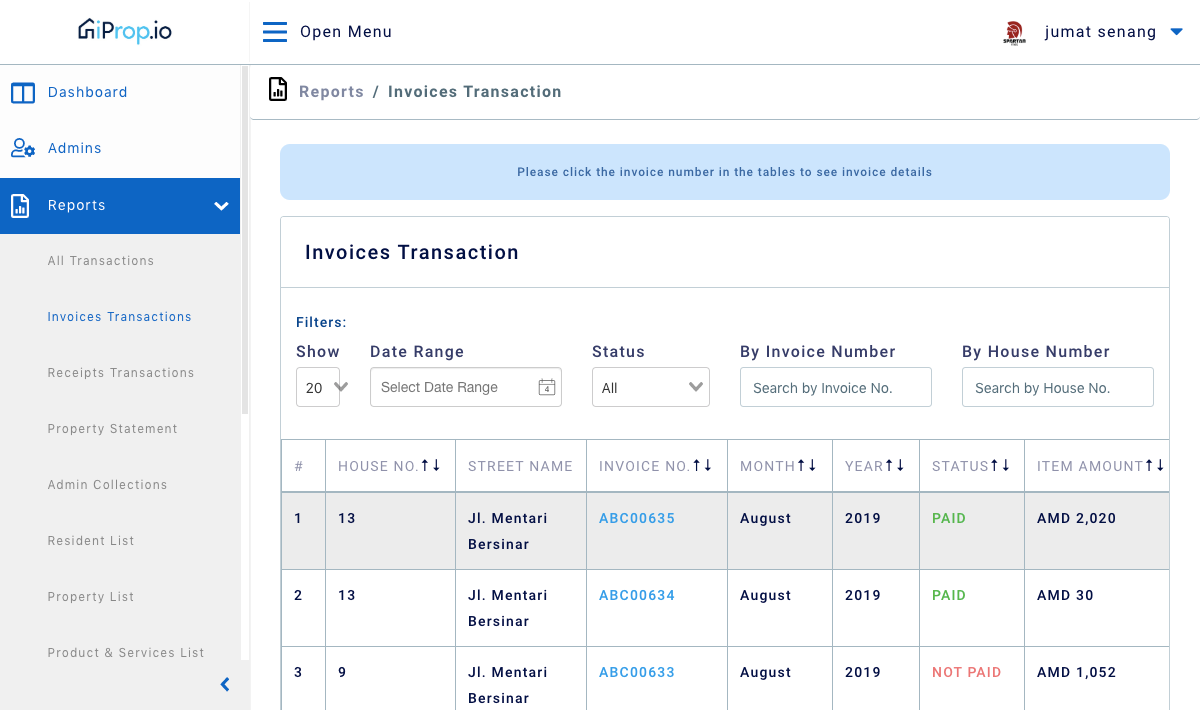 iProp.io
Open Menu
jumat senang
Dashboard
Admins
Reports
All Transactions
Invoices Transactions
Receipts Transactions
Property Statement
Admin Collections
Resident List
Property List
Product & Services List
Reports / Invoices Transaction
Please click the invoice number in the tables to see invoice details
Invoices Transaction
Filters:
Show Date Range Status By Invoice Number By House Number
20 Select Date Range 4 All Search by Invoice No. Search by House No.
# HOUSE NO. STREET NAME INVOICE NO. MONTH YEAR STATUS ITEM AMOUNT
1 13 Jl. Mentari ABC00635 August 2019 PAID AMD 2,020
Bersinar
2 13 Jl. Mentari ABC00634 August 2019 PAID AMD 30
Bersinar
3 9 Jl. Mentari ABC00633 August 2019 NOT PAID AMD 1,052
Bersinar